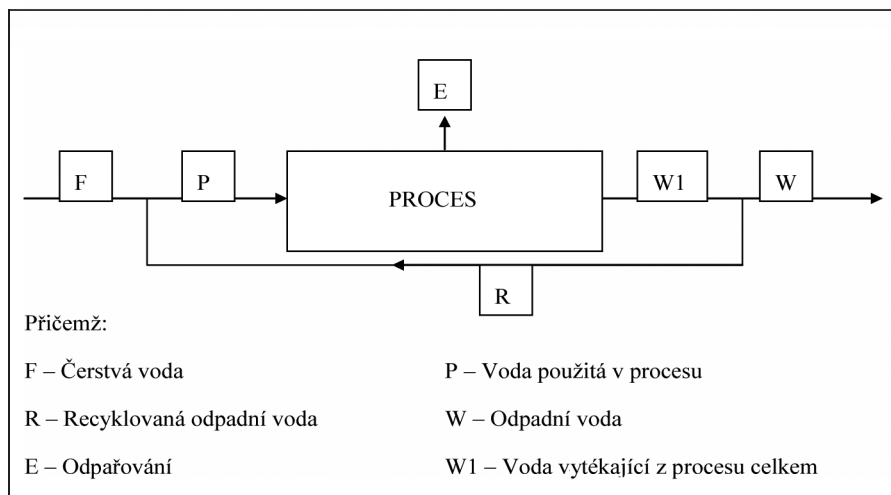 E
F
P
PROCES
W1
W
R
Přičemž:
F – Čerstvá voda
P – Voda použitá v procesu
R – Recyklovaná odpadní voda
W – Odpadní voda
E – Odpařování
W1 – Voda vytékající z procesu celkem